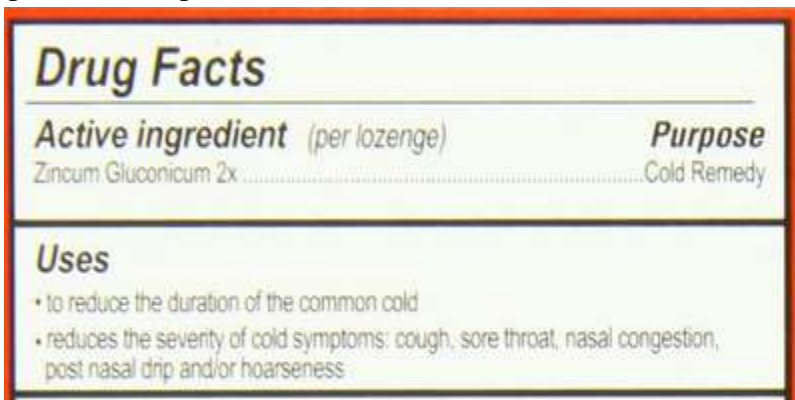 Drug Facts
Active ingredient (per lozenge) Purpose
Zincum Gluconicum 2x ........................................................................ Cold Remedy
Uses
• to reduce the duration of the common cold
• reduces the severity of cold symptoms: cough, sore throat, nasal congestion,
post nasal drip and/or hoarseness